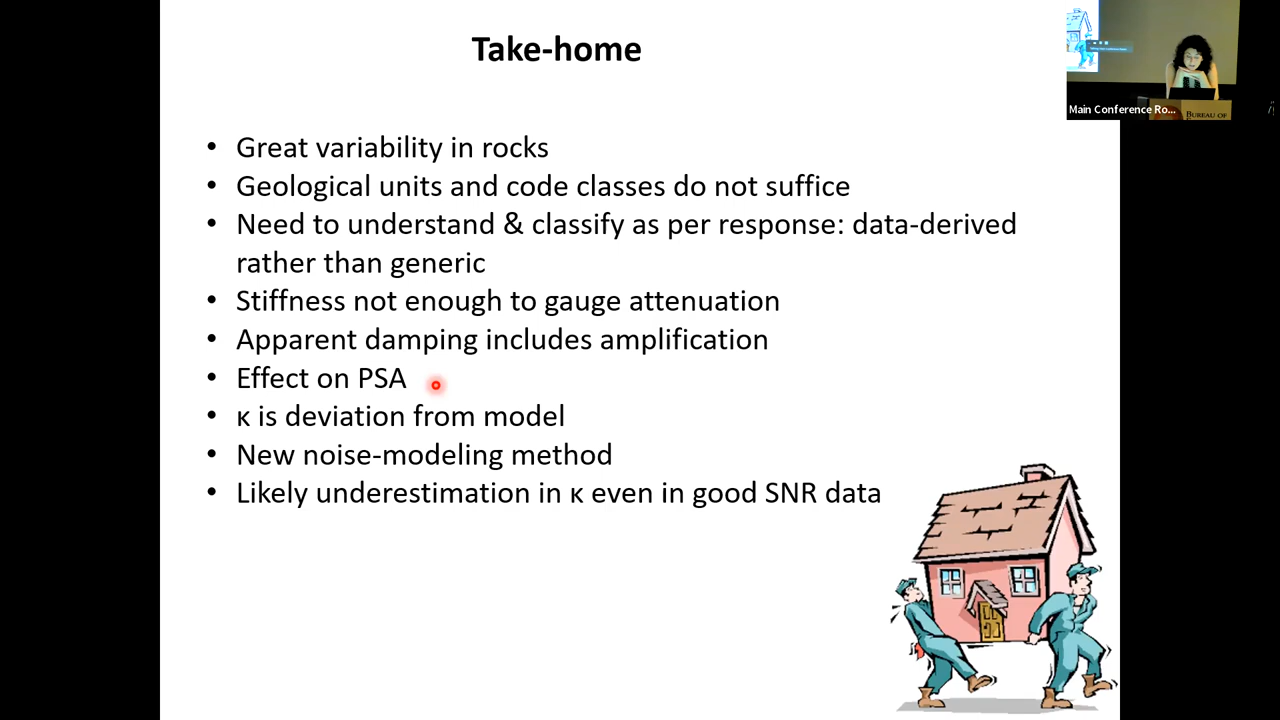 Take-home
Main Conference Ro...
BUREAU OF
• Great variability in rocks
• Geological units and code classes do not suffice
• Need to understand & classify as per response: data-derived
rather than generic
• Stiffness not enough to gauge attenuation
• Apparent damping includes amplification
• Effect on PSA
• κ is deviation from model
• New noise-modeling method
• Likely underestimation in κ even in good SNR data